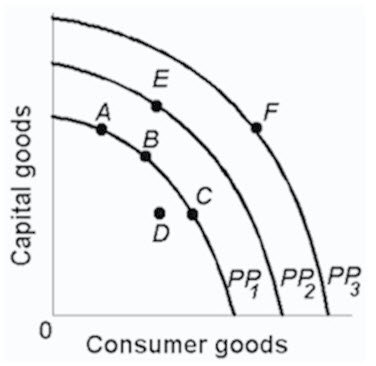 E
A
F
B
C
D
Capital goods
PP1
PP2
PP3
0
Consumer goods